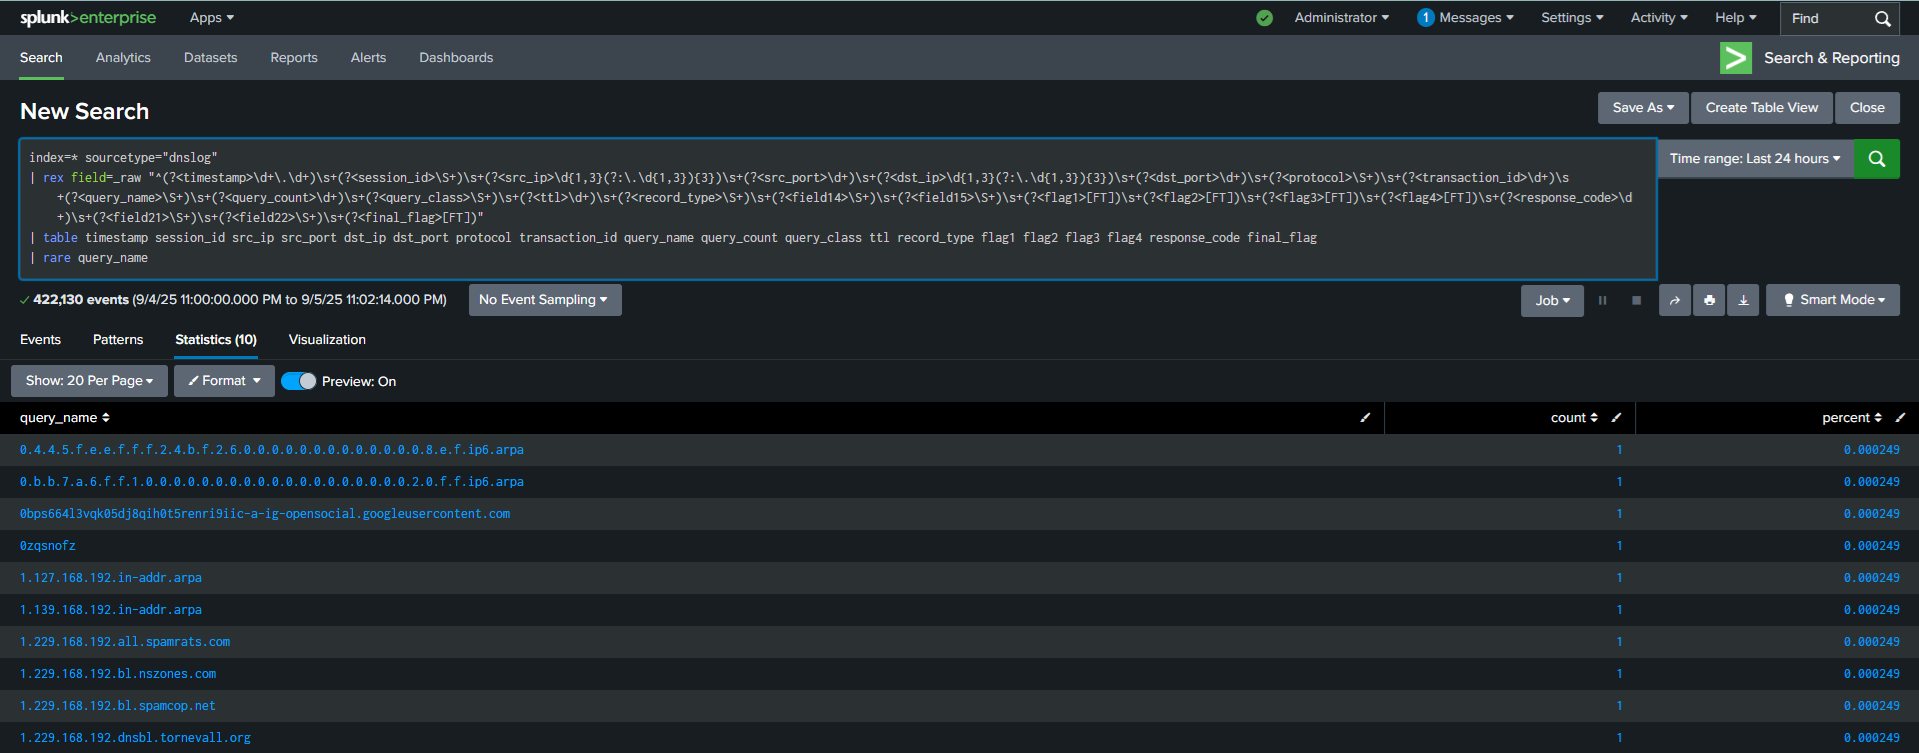 splunk>enterprise Apps Administrator 1 Messages Settings Activity Help Find
Search Analytics Datasets Reports Alerts Dashboards Search & Reporting
New Search Save As Create Table View Close
index=* sourcetype="dnslog"
| rex field=_raw "^(?<timestamp>\d+\.\d+)\s+(?<session_id>\S+)\s+(?<src_ip>\d{1,3}(?:\.\d{1,3}){3})\s+(?<src_port>\d+)\s+(?<dst_ip>\d{1,3}(?:\.\d{1,3}){3})\s+(?<dst_port>\d+)\s+(?<protocol>\S+)\s+(?<transaction_id>\d+)\s
+(?<query_name>\S+)\s+(?<query_count>\d+)\s+(?<query_class>\S+)\s+(?<ttl>\d+)\s+(?<record_type>\S+)\s+(?<field14>\S+)\s+(?<field15>\S+)\s+(?<flag1>[FT])\s+(?<flag2>[FT])\s+(?<flag3>[FT])\s+(?<flag4>[FT])\s+(?<response_code>\d
+)\s+(?<field21>\S+)\s+(?<field22>\S+)\s+(?<final_flag>[FT])"
| table timestamp session_id src_ip src_port dst_ip dst_port protocol transaction_id query_name query_count query_class ttl record_type flag1 flag2 flag3 flag4 response_code final_flag
| rare query_name
Time range: Last 24 hours
422,130 events (9/4/25 11:00:00.000 PM to 9/5/25 11:02:14.000 PM) No Event Sampling Job Smart Mode
Events Patterns Statistics (10) Visualization
Show: 20 Per Page Format Preview: On
query_name count percent
0.4.4.5.f.e.e.f.f.f.2.4.b.f.2.6.0.0.0.0.0.0.0.0.0.0.0.0.0.8.e.f.ip6.arpa 1 0.000249
0.b.b.7.a.6.f.f.1.0.0.0.0.0.0.0.0.0.0.0.0.0.0.0.0.0.0.0.2.0.f.f.ip6.arpa 1 0.000249
0bps664l3vqk05dj8qih0t5renri9iic-a-ig-opensocial.googleusercontent.com 1 0.000249
0zqsnofz 1 0.000249
1.127.168.192.in-addr.arpa 1 0.000249
1.139.168.192.in-addr.arpa 1 0.000249
1.229.168.192.all.spamrats.com 1 0.000249
1.229.168.192.bl.nszones.com 1 0.000249
1.229.168.192.bl.spamcop.net 1 0.000249
1.229.168.192.dnsbl.tornevall.org 1 0.000249